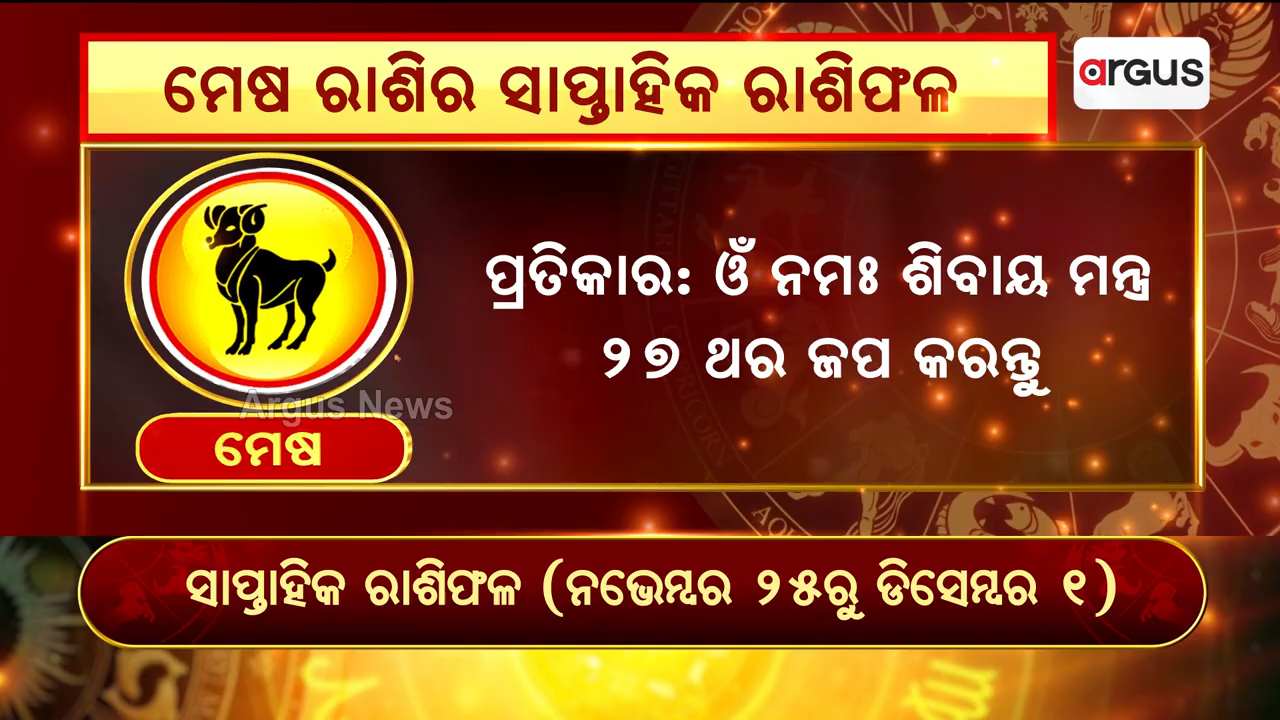 ମେଷ ରାଶିର ସାପ୍ତାହିକ ରାଶିଫଳ
argus
ପ୍ରତିକାର: ଓଁ ନମଃ ଶିବାୟ ମନ୍ତ୍ର
୨୭ ଥର ଜପ କରନ୍ତୁ
Argus News
ମେଷ
ସାପ୍ତାହିକ ରାଶିଫଳ (ନଭେମ୍ବର ୨୫ରୁ ଡିସେମ୍ବର ୧)